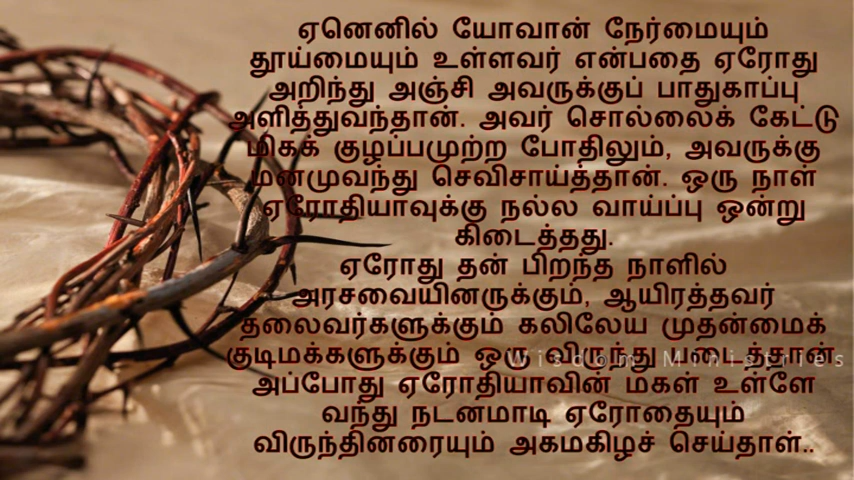 ஏனெனில் யோவான் நேர்மையும்
தூய்மையும் உள்ளவர் என்பதை ஏரோது
அறிந்து அஞ்சி அவருக்குப் பாதுகாப்பு
அளித்துவந்தான். அவர் சொல்லைக் கேட்டு
மிகக் குழப்பமுற்ற போதிலும், அவருக்கு
மனமுவந்து செவிசாய்த்தான். ஒரு நாள்
ஏரோதியாவுக்கு நல்ல வாய்ப்பு ஒன்று
கிடைத்தது.
ஏரோது தன் பிறந்த நாளில்
அரசவையினருக்கும், ஆயிரத்தவர்
தலைவர்களுக்கும் கலிலேய முதன்மைக்
குடிமக்களுக்கும் ஒரு விருந்து படைத்தான்.
Wisdom Ministries
அப்போது ஏரோதியாவின் மகள் உள்ளே
வந்து நடனமாடி ஏரோதையும்
விருந்தினரையும் அகமகிழச் செய்தாள்..